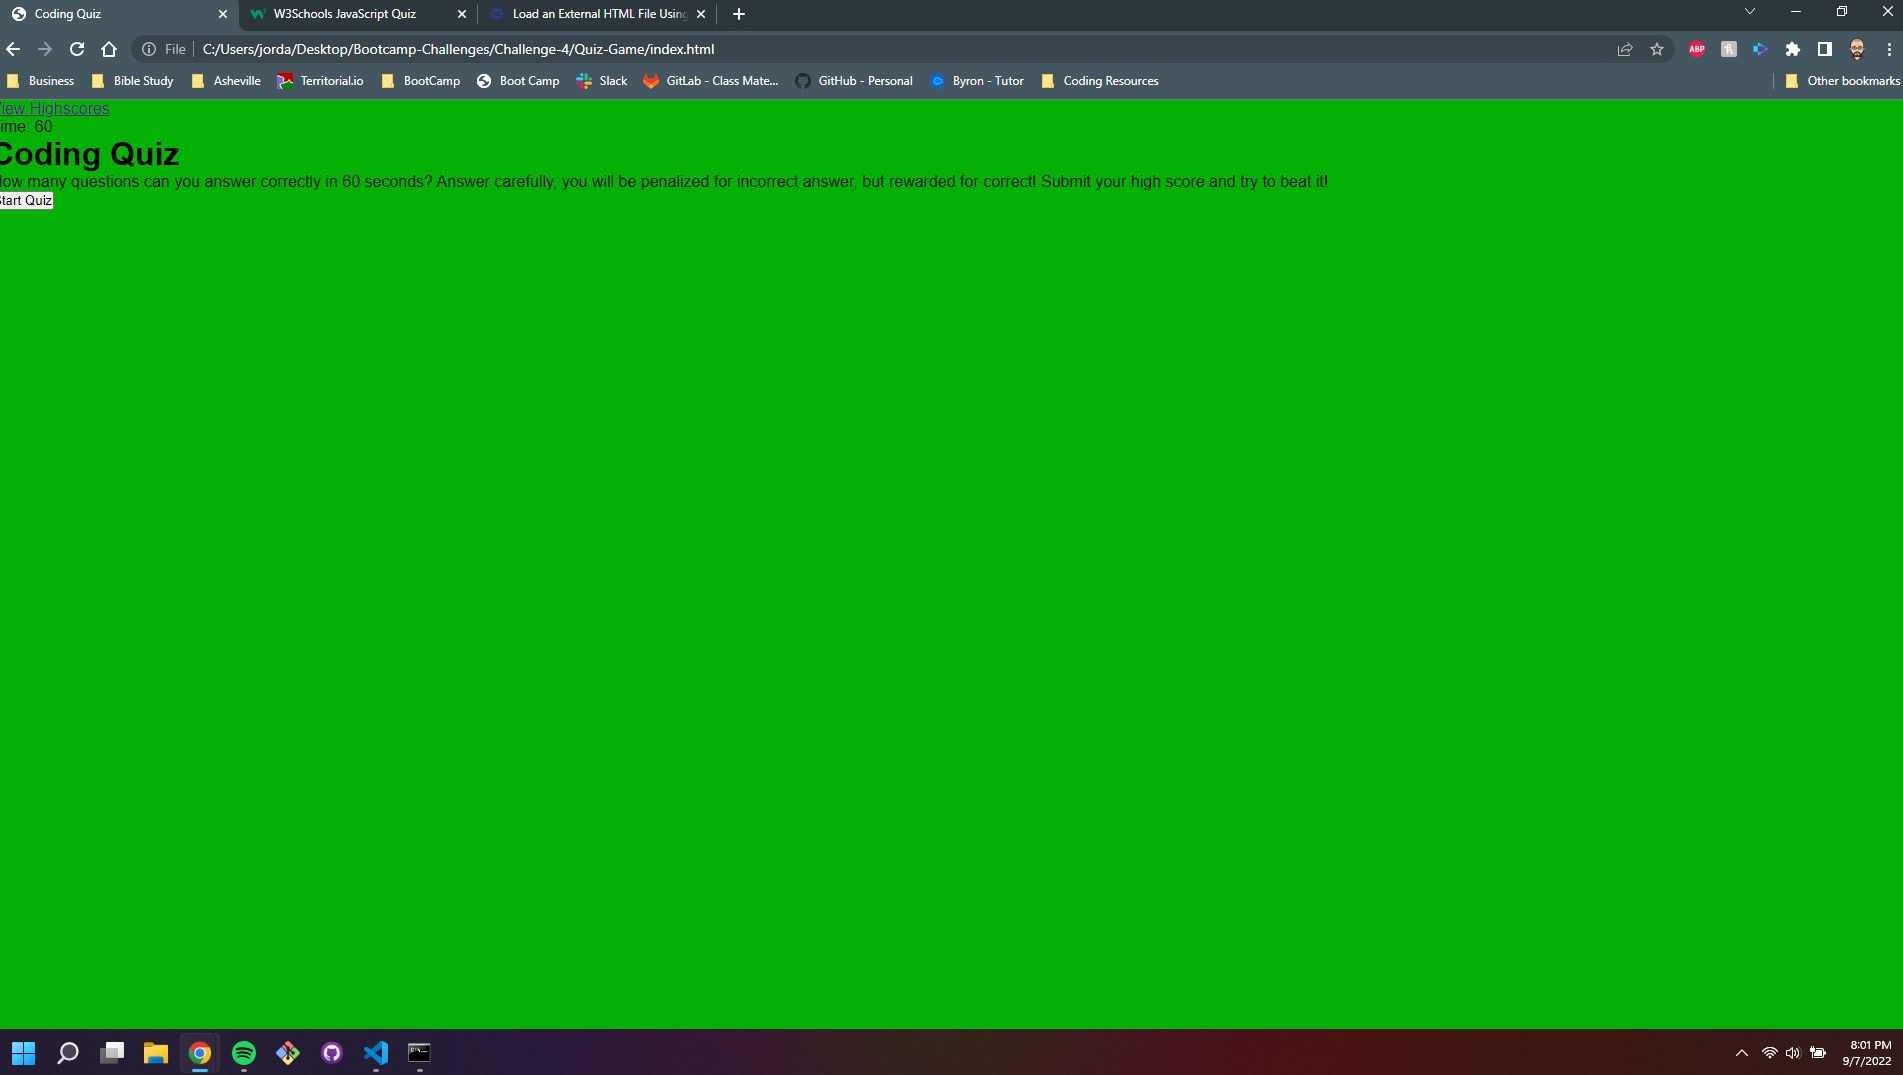 Coding Quiz
W3Schools JavaScript Quiz
Load an External HTML File Using
File
C:/Users/jorda/Desktop/Bootcamp-Challenges/Challenge-4/Quiz-Game/index.html
ABP
Business
Bible Study
Asheville
Territorial.io
BootCamp
Boot Camp
Slack
GitLab - Class Mate...
GitHub - Personal
Byron - Tutor
Coding Resources
Other bookmarks
iew Highscores
ime: 60
Coding Quiz
ow many questions can you answer correctly in 60 seconds? Answer carefully, you will be penalized for incorrect answer, but rewarded for correct! Submit your high score and try to beat it!
tart Quiz
8:01 PM
9/7/2022